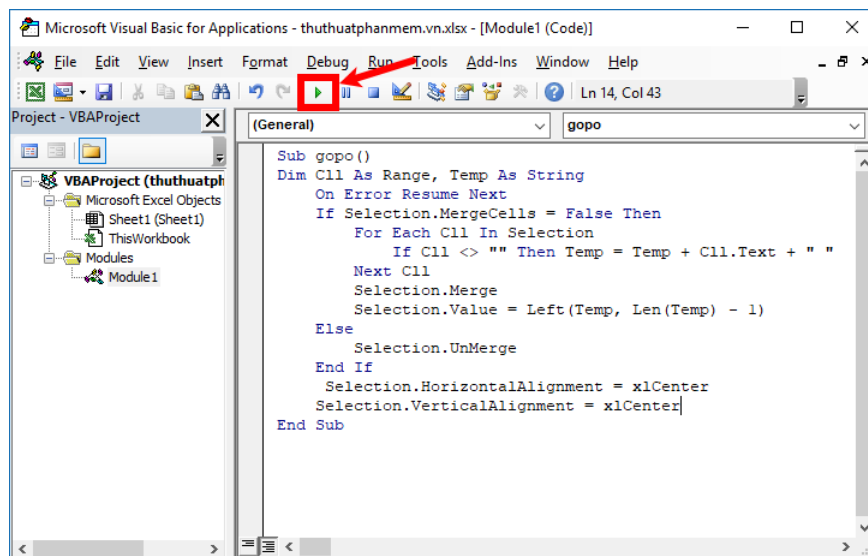 Microsoft Visual Basic for Applications - thuthuatphanmem.vn.xlsx - [Module1 (Code)]
File Edit View Insert Format Debug Run Tools Add-Ins Window Help
Ln 14, Col 43
Project - VBAProject
(General) gopo
VBAProject (thuthuatph
Microsoft Excel Objects
Sheet1 (Sheet1)
ThisWorkbook
Modules
Module1
Sub gopo()
Dim Cll As Range, Temp As String
On Error Resume Next
If Selection.MergeCells = False Then
For Each Cll In Selection
If Cll <> "" Then Temp = Temp + Cll.Text + " "
Next Cll
Selection.Merge
Selection.Value = Left(Temp, Len(Temp) - 1)
Else
Selection.UnMerge
End If
Selection.HorizontalAlignment = xlCenter
Selection.VerticalAlignment = xlCenter
End Sub